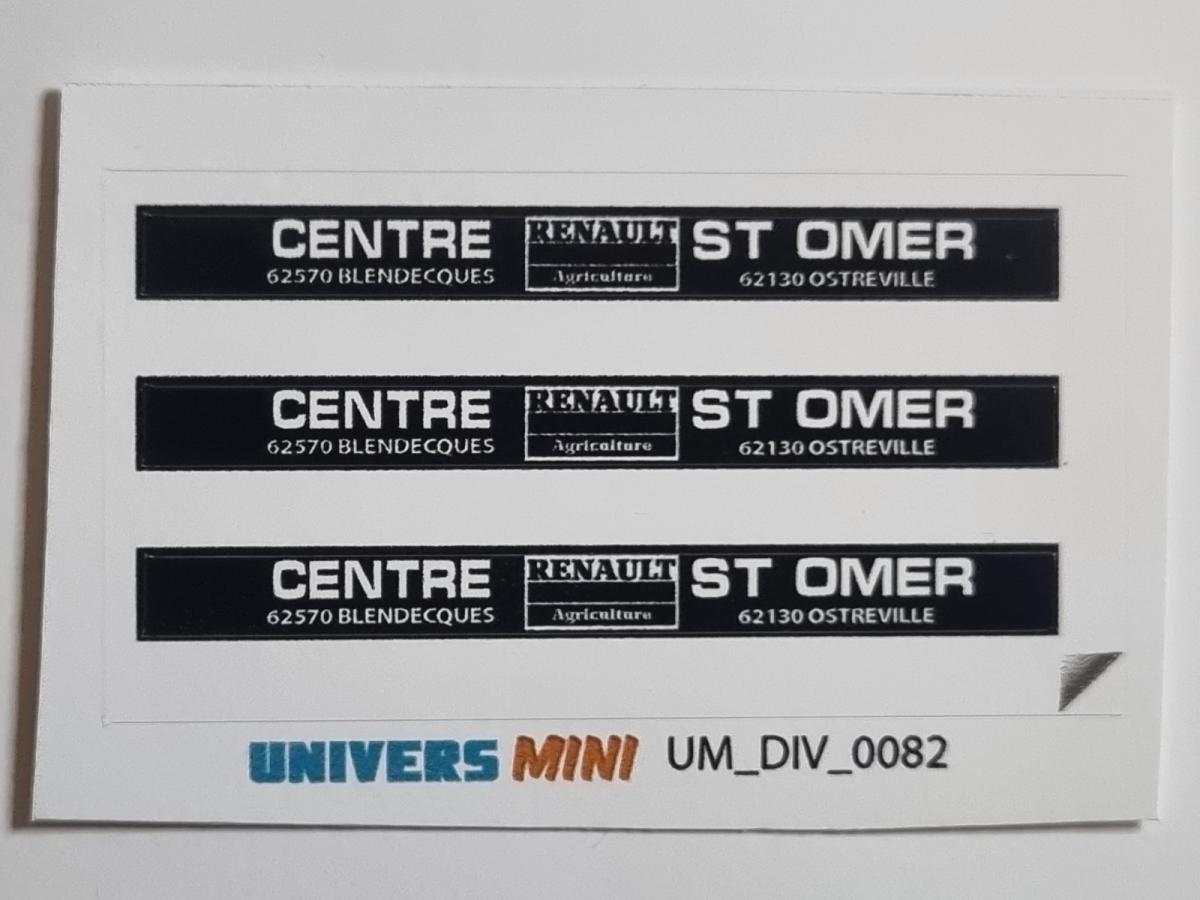 CENTRE RENAULT ST OMER
62570 BLENDECQUES Agriculture 62130 OSTREVILLE
CENTRE RENAULT ST OMER
62570 BLENDECQUES Agriculture 62130 OSTREVILLE
CENTRE RENAULT ST OMER
62570 BLENDECQUES Agriculture 62130 OSTREVILLE
UNIVERS MINI UM_DIV_0082